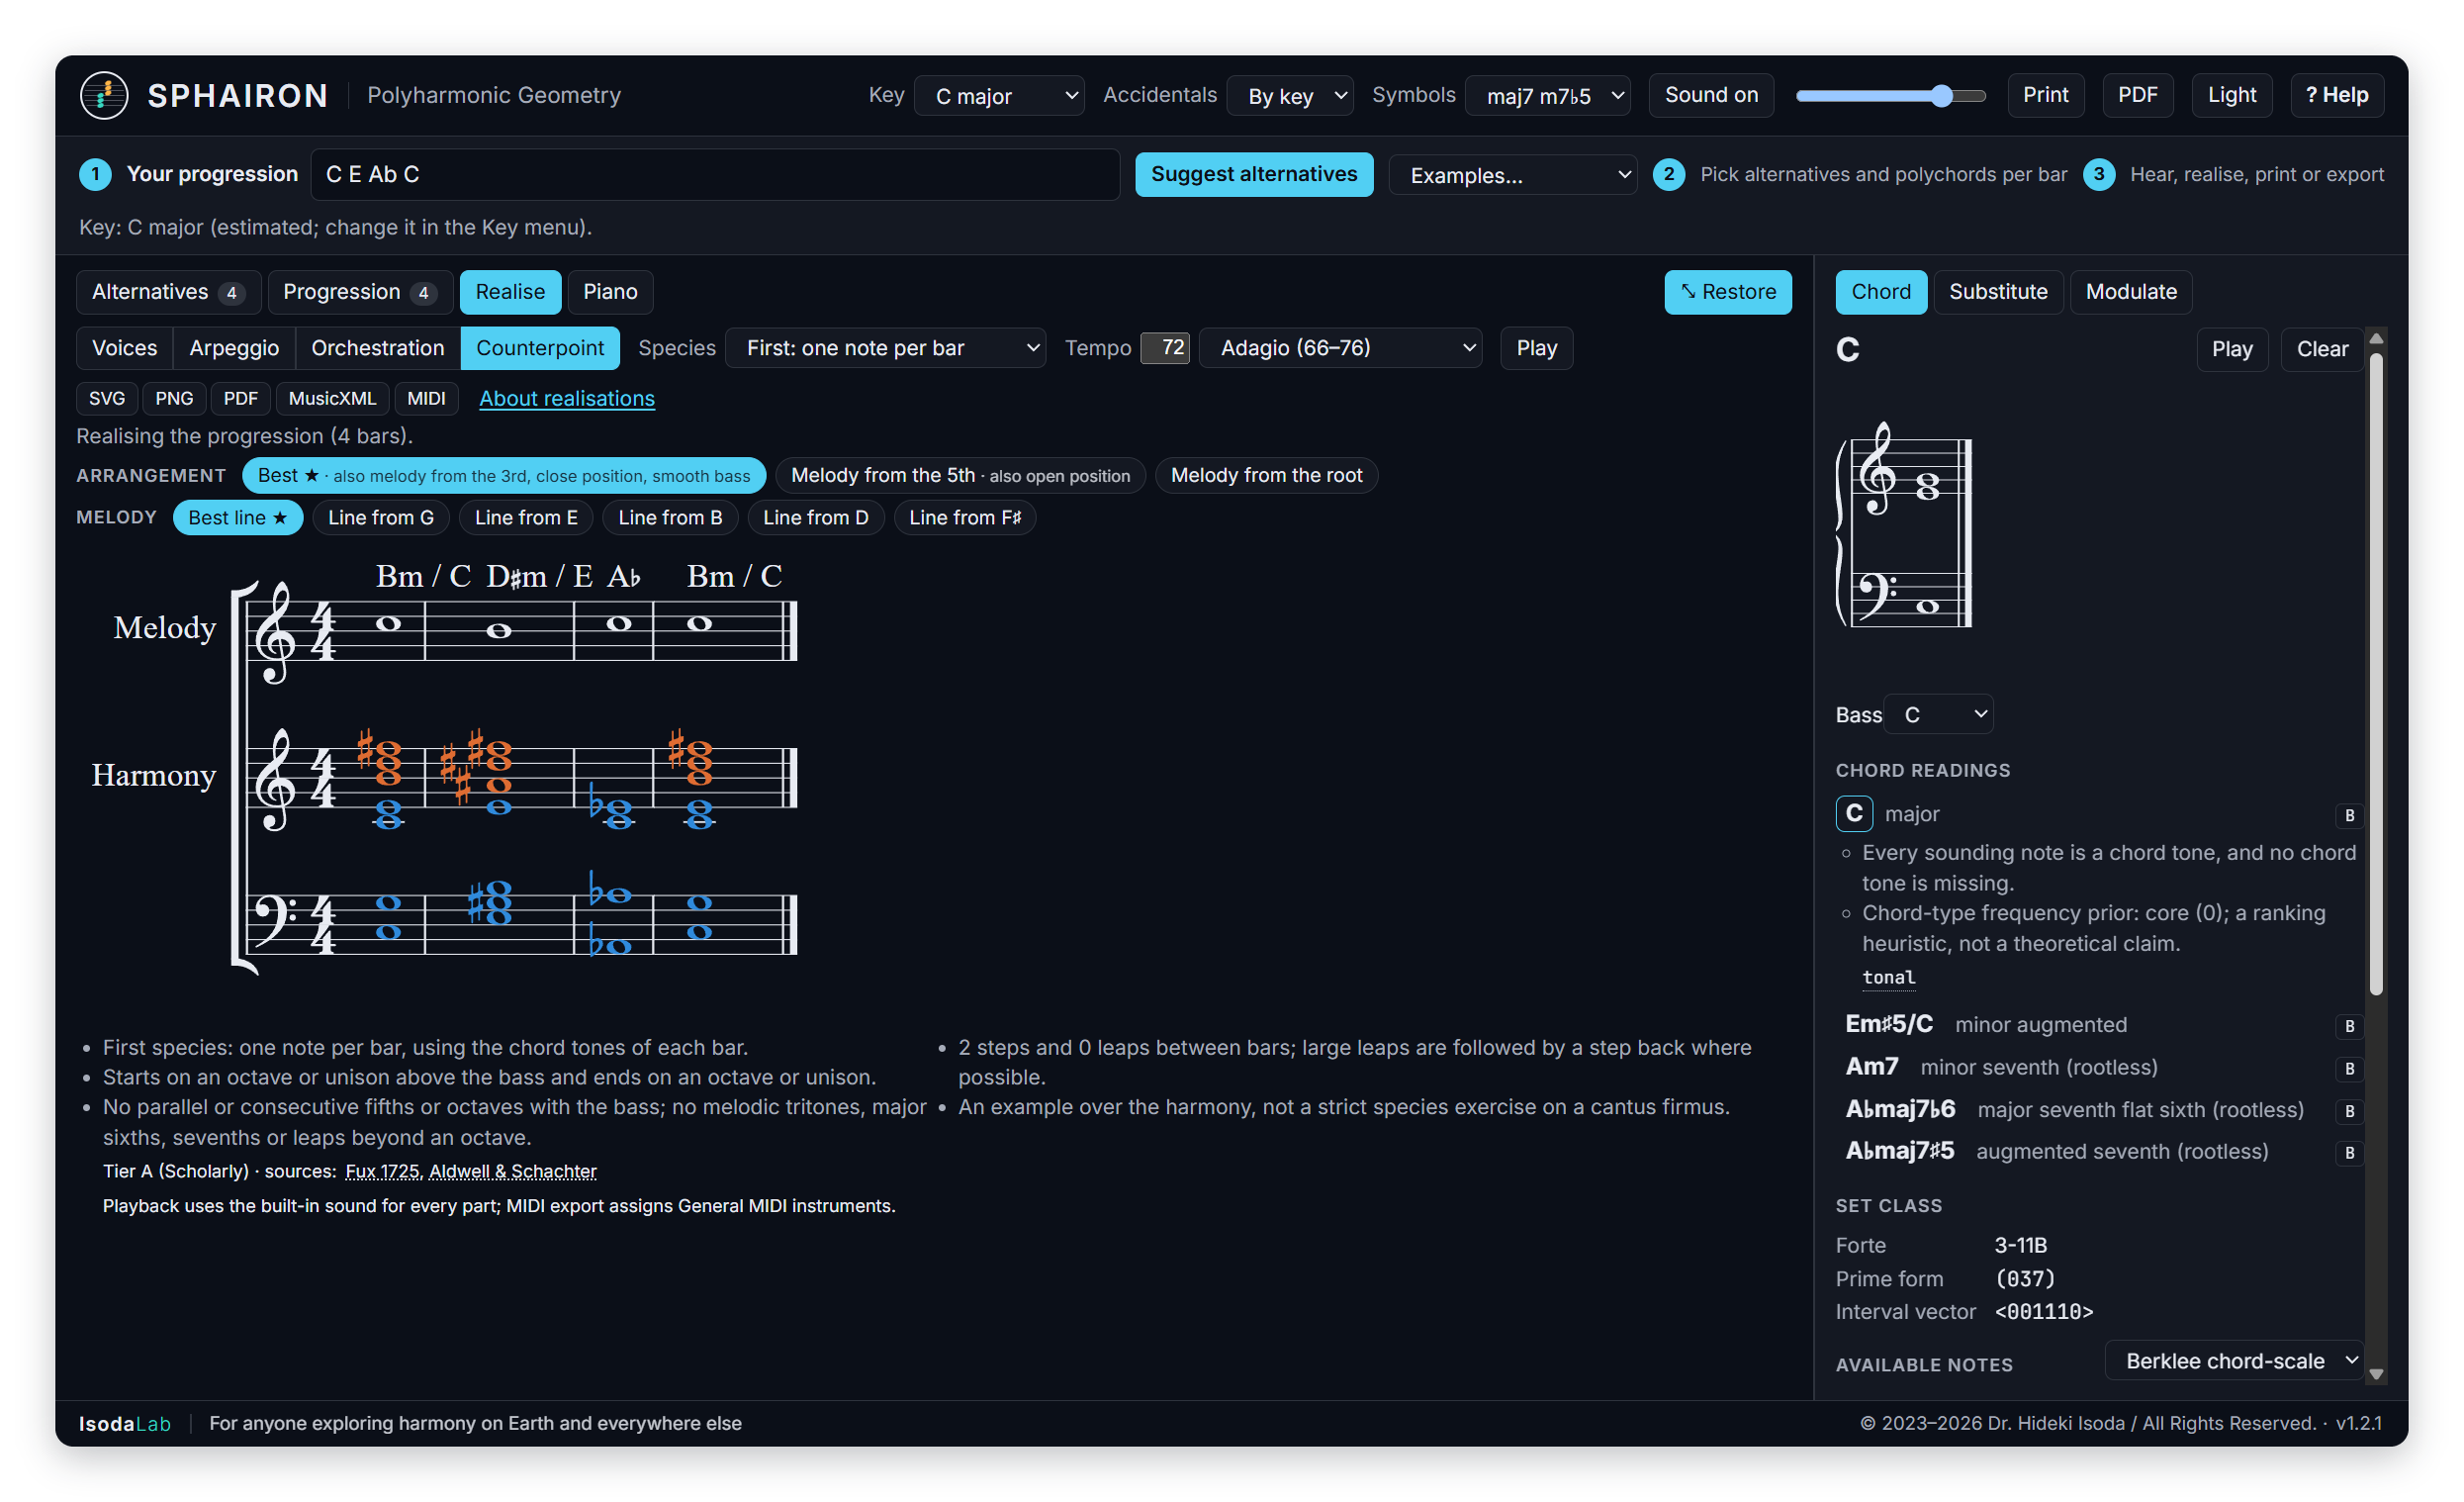 SPHAIRON Polyharmonic Geometry Key C major Accidentals By key Symbols maj7 m7♭5 Sound on Print PDF Light ? Help
1 Your progression C E Ab C Suggest alternatives Examples... 2 Pick alternatives and polychords per bar 3 Hear, realise, print or export
Key: C major (estimated; change it in the Key menu).
Alternatives 4 Progression 4 Realise Piano ⤡ Restore
Voices Arpeggio Orchestration Counterpoint Species First: one note per bar Tempo 72 Adagio (66–76) Play
SVG PNG PDF MusicXML MIDI About realisations
Realising the progression (4 bars).
ARRANGEMENT Best ★ · also melody from the 3rd, close position, smooth bass Melody from the 5th · also open position Melody from the root
MELODY Best line ★ Line from G Line from E Line from B Line from D Line from F♯
Bm / C D♯m / E A♭ Bm / C
Melody
Harmony
First species: one note per bar, using the chord tones of each bar.
Starts on an octave or unison above the bass and ends on an octave or unison.
No parallel or consecutive fifths or octaves with the bass; no melodic tritones, major
sixths, sevenths or leaps beyond an octave.
2 steps and 0 leaps between bars; large leaps are followed by a step back where
possible.
An example over the harmony, not a strict species exercise on a cantus firmus.
Tier A (Scholarly) · sources: Fux 1725, Aldwell & Schachter
Playback uses the built-in sound for every part; MIDI export assigns General MIDI instruments.
Chord Substitute Modulate
C Play Clear
Bass C
CHORD READINGS
C major B
Every sounding note is a chord tone, and no chord
tone is missing.
Chord-type frequency prior: core (0); a ranking
heuristic, not a theoretical claim.
tonal
Em♯5/C minor augmented B
Am7 minor seventh (rootless) B
A♭maj7♭6 major seventh flat sixth (rootless) B
A♭maj7♯5 augmented seventh (rootless) B
SET CLASS
Forte 3-11B
Prime form (037)
Interval vector <001110>
AVAILABLE NOTES Berklee chord-scale
IsodaLab For anyone exploring harmony on Earth and everywhere else © 2023–2026 Dr. Hideki Isoda / All Rights Reserved. · v1.2.1